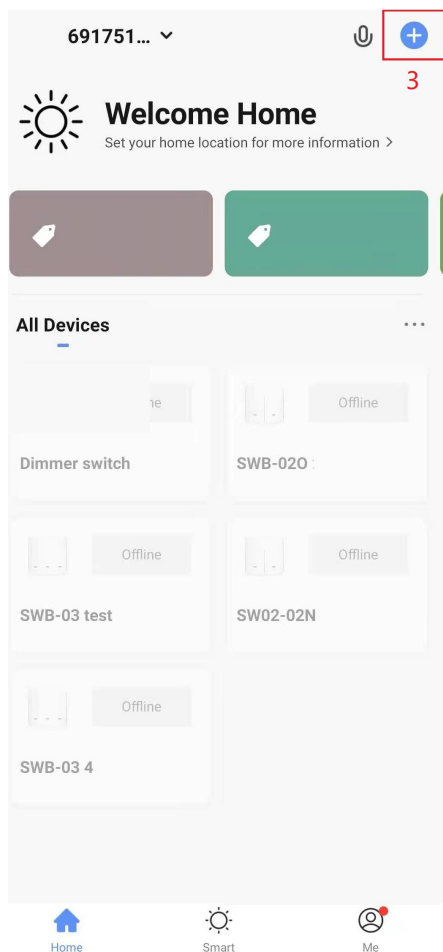 691751...
3
Welcome Home
Set your home location for more information >
All Devices
...
Offline
Dimmer switch
SWB-02O
Offline
Offline
SWB-03 test
SW02-02N
Offline
SWB-03 4
Home
Smart
Me